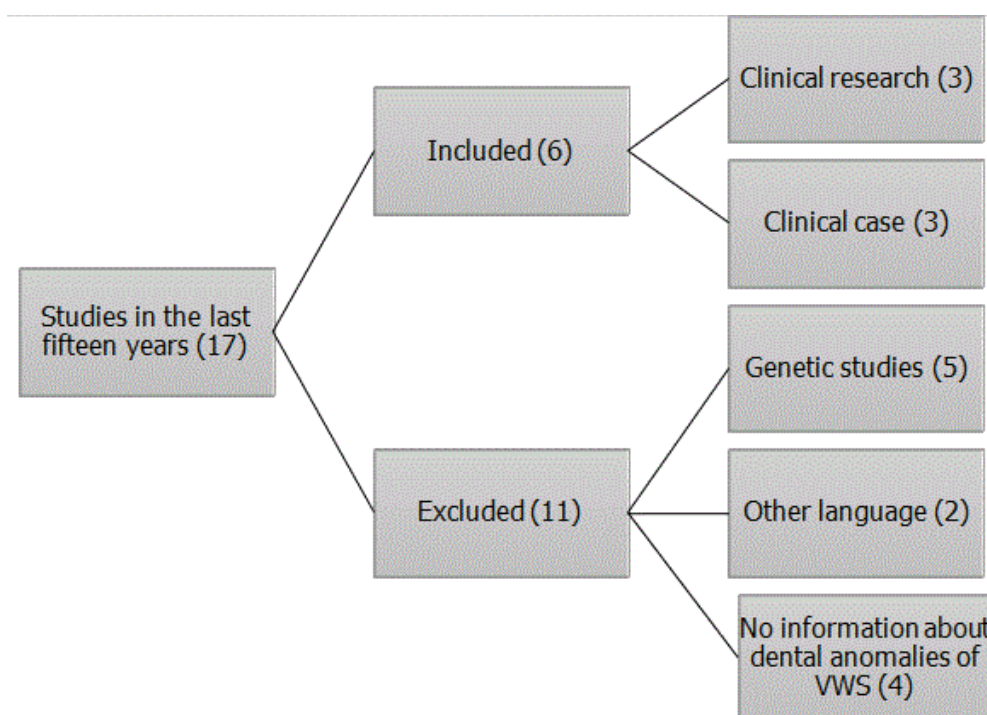 Studies in the last
fifteen years (17)
Included (6)
Excluded (11)
Clinical research (3)
Clinical case (3)
Genetic studies (5)
Other language (2)
No information about
dental anomalies of
VWS (4)